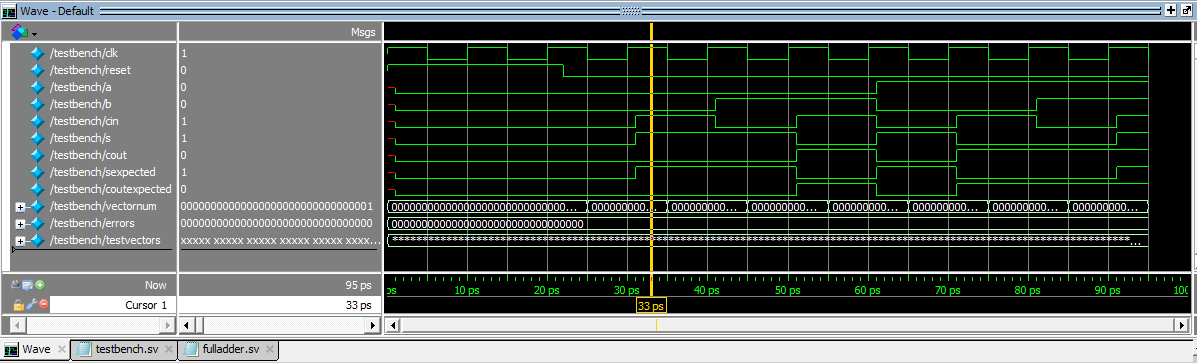 Wave - Default
Msgs
/testbench/clk 1
/testbench/reset 0
/testbench/a 0
/testbench/b 0
/testbench/cin 1
/testbench/s 1
/testbench/cout 0
/testbench/sexpected 1
/testbench/coutexpected 0
/testbench/vectornum 00000000000000000000000000000001 00000000000000000000000000... 000000000... 000000000... 000000000... 000000000... 000000000... 000000000... 000000000...
/testbench/errors 00000000000000000000000000000000 00000000000000000000000000000000
/testbench/testvectors xxxxx xxxxx xxxxx xxxxx xxxxx xxxx...
Now 95 ps ps 10 ps 20 ps 30 ps 40 ps 50 ps 60 ps 70 ps 80 ps 90 ps 100
Cursor 1 33 ps 33 ps
Wave testbench.sv fulladder.sv